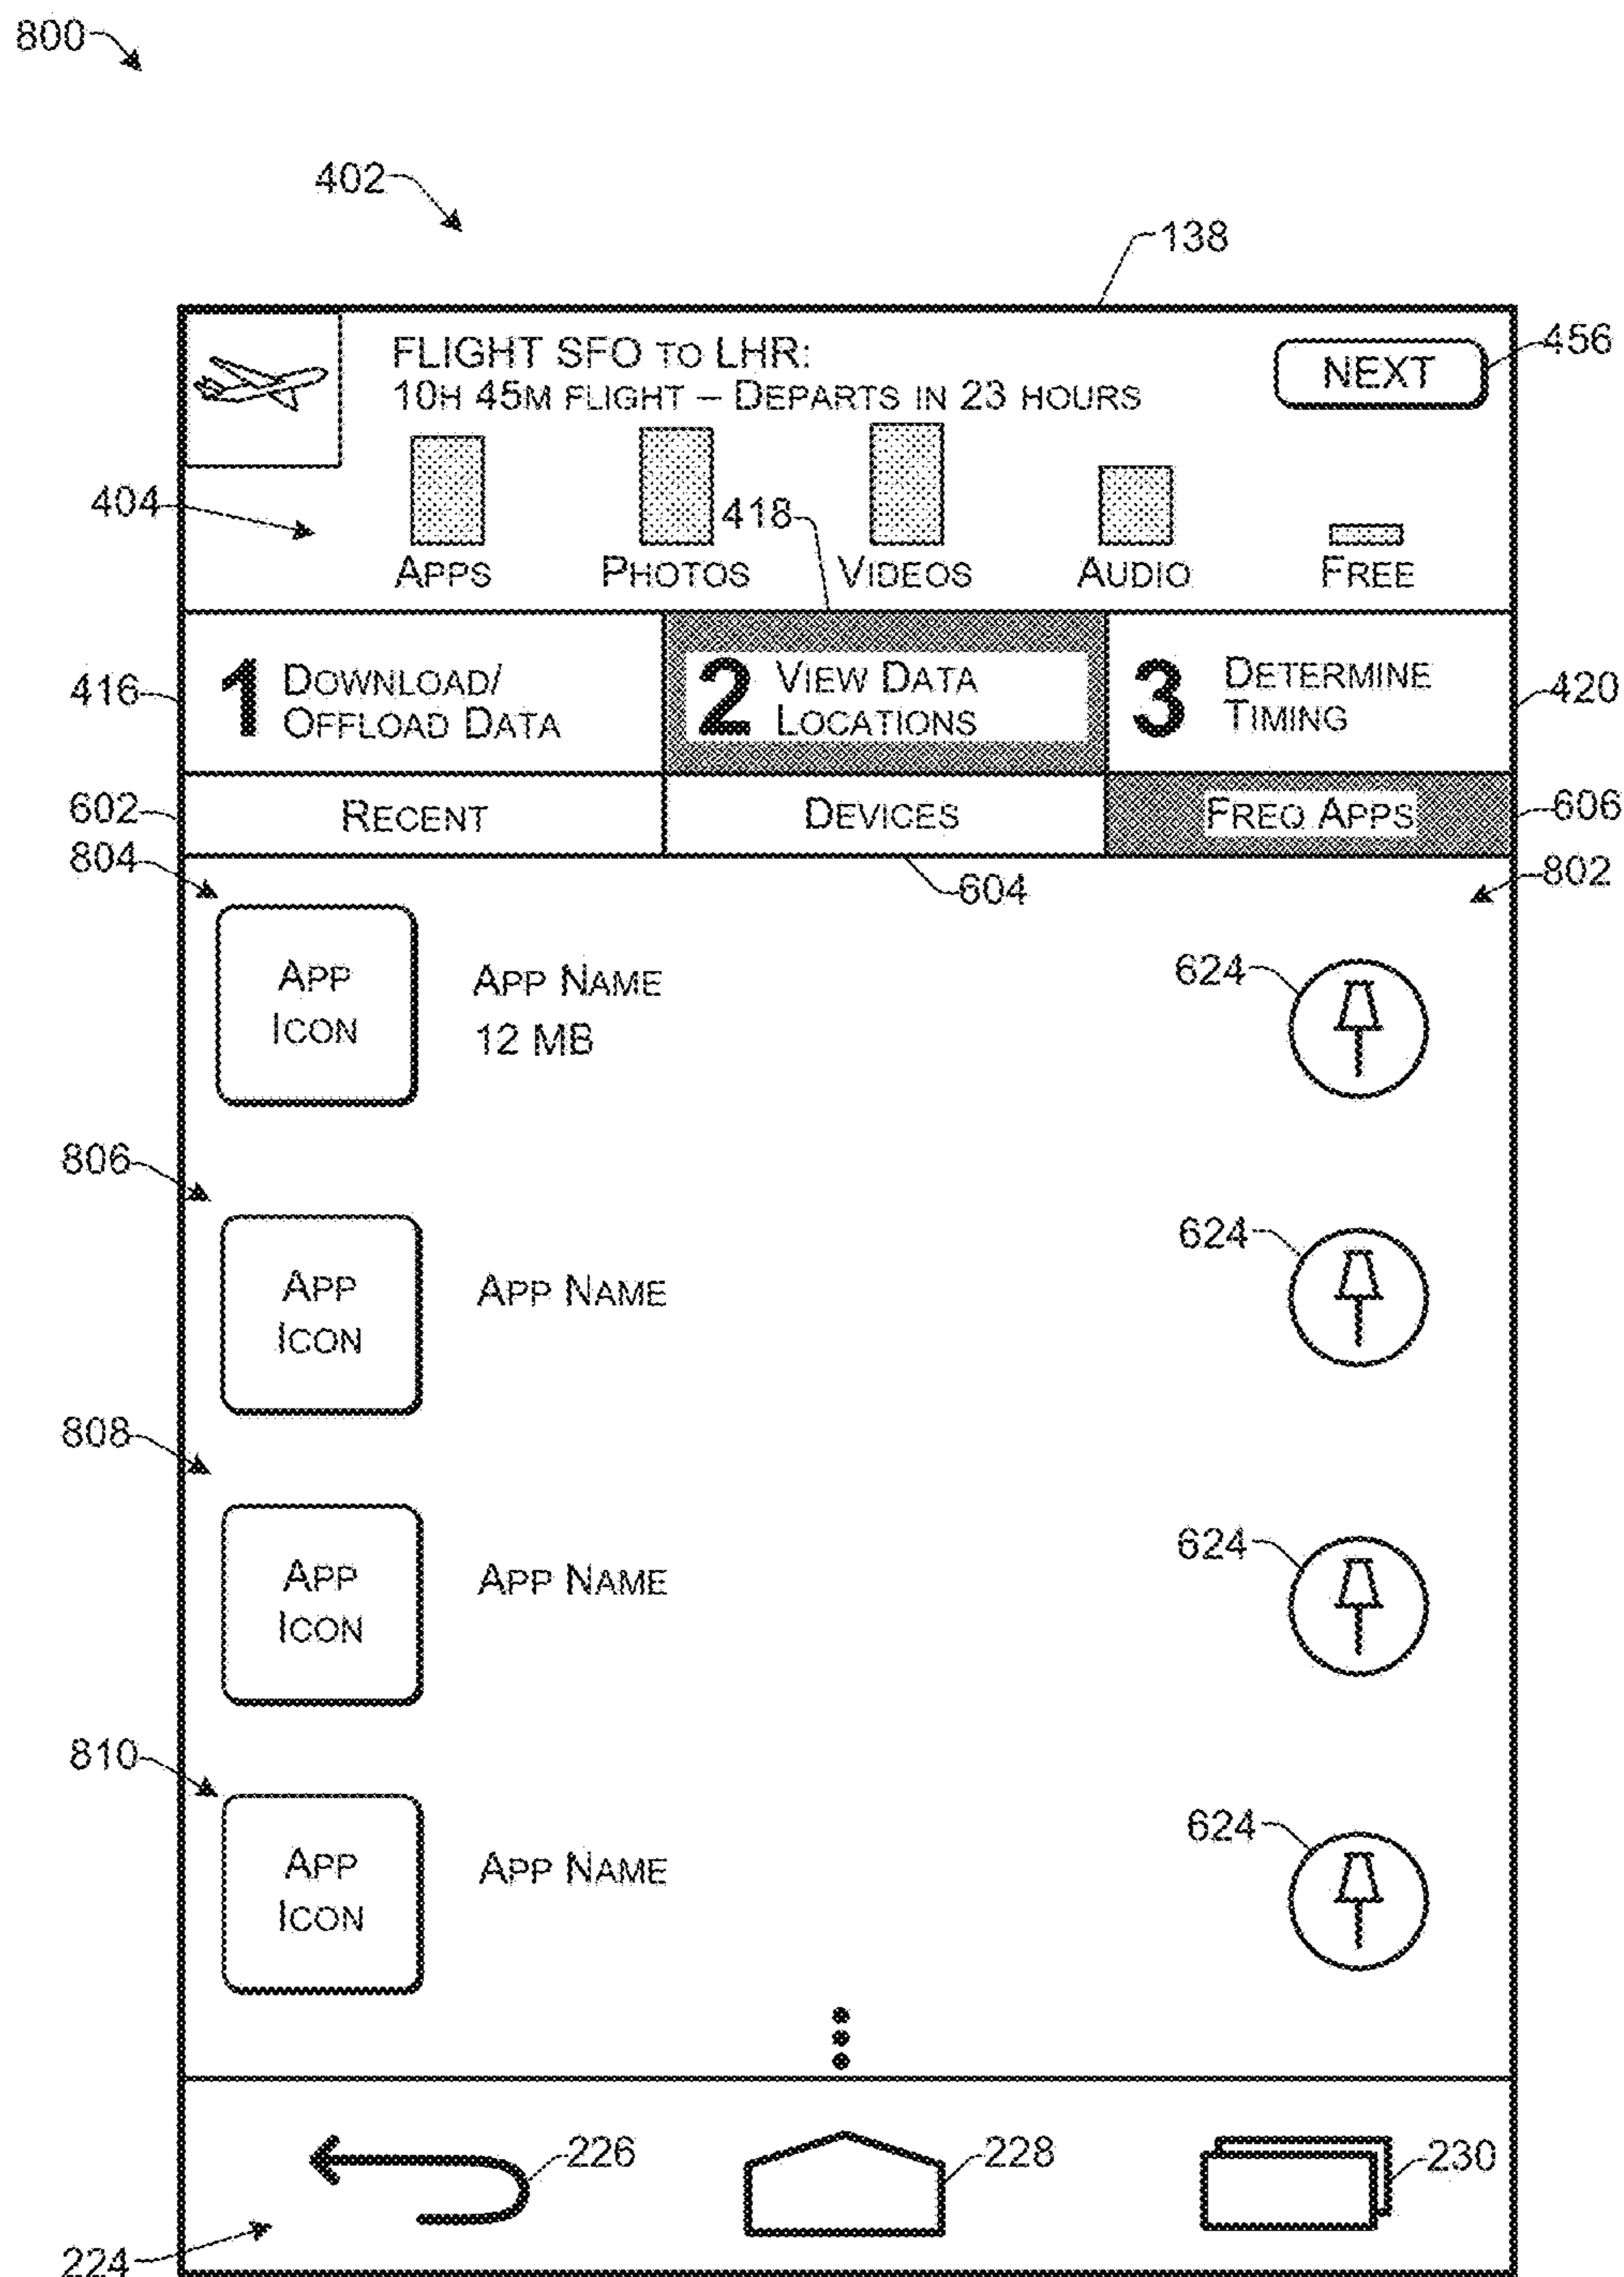 800
402
138
FLIGHT SFO TO LHR:
10H 45M FLIGHT – DEPARTS IN 23 HOURS
NEXT
456
404
418
APPS
PHOTOS
VIDEOS
AUDIO
FREE
416
1 DOWNLOAD/
OFFLOAD DATA
2 VIEW DATA
LOCATIONS
3 DETERMINE
TIMING
420
602
RECENT
DEVICES
FREQ APPS
606
804
604
802
APP
ICON
APP NAME
12 MB
624
806
APP
ICON
APP NAME
624
808
APP
ICON
APP NAME
624
810
APP
ICON
APP NAME
624
226
228
230
224